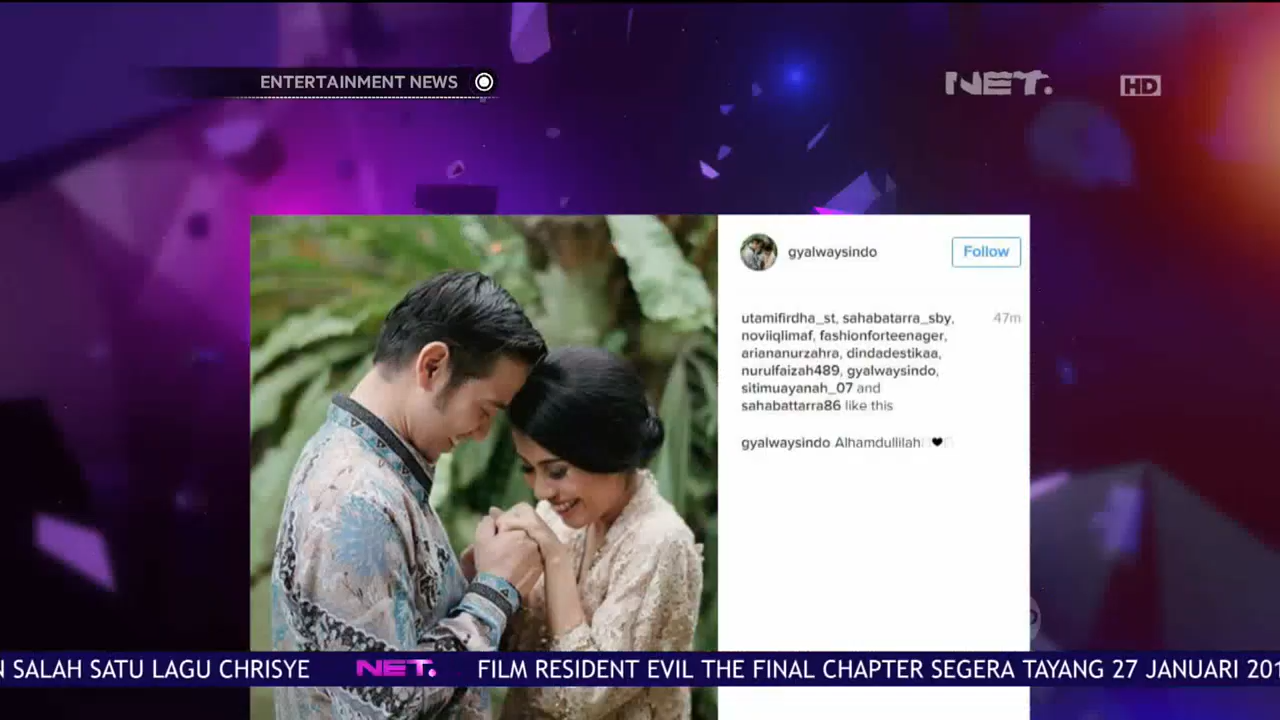 ENTERTAINMENT NEWS
NET.
HD
gyalwaysindo
Follow
utamifirdha_st, sahabatarra_sby,
47m
noviiqlimaf, fashionforteenager,
ariananurzahra, dindadestikaa,
nurulfaizah489, gyalwaysindo,
sitimuayanah_07 and
sahabattarra86 like this
gyalwaysindo Alhamdullilah ❤
SALAH SATU LAGU CHRISYE
NET.
FILM RESIDENT EVIL THE FINAL CHAPTER SEGERA TAYANG 27 JANUARI 201